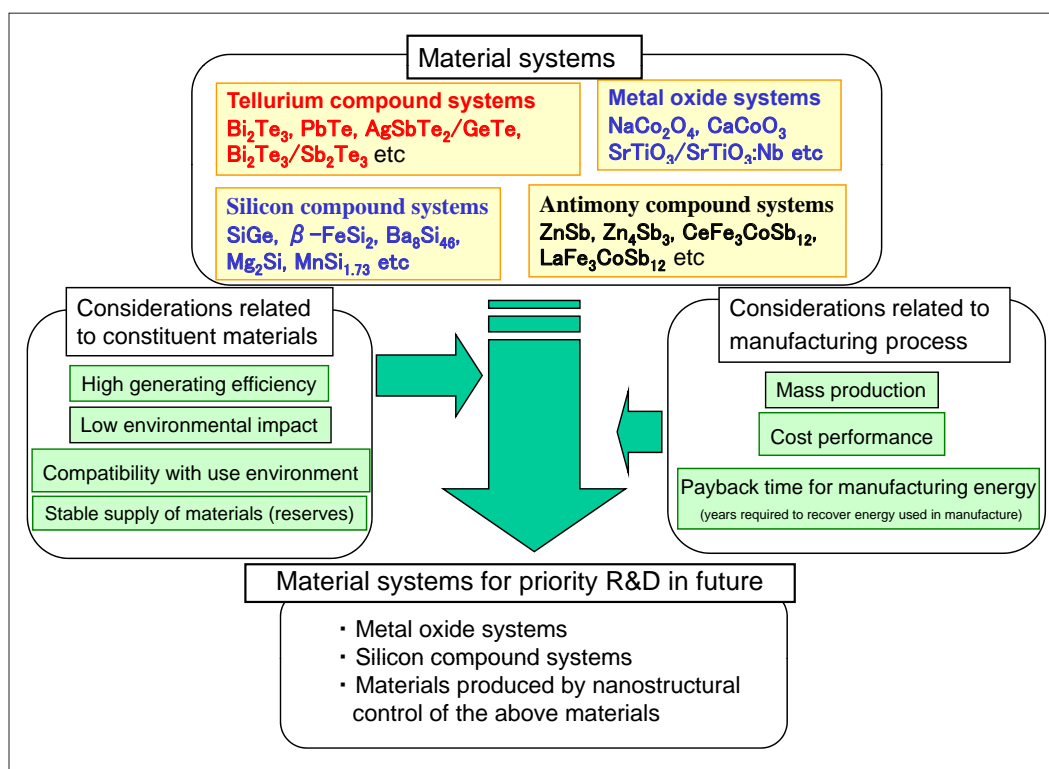 Material systems
Tellurium compound systems
Bi₂Te₃, PbTe, AgSbTe₂/GeTe,
Bi₂Te₃/Sb₂Te₃ etc
Metal oxide systems
NaCo₂O₄, CaCoO₃
SrTiO₃/SrTiO₃:Nb etc
Silicon compound systems
SiGe, β-FeSi₂, Ba₈Si₄₆,
Mg₂Si, MnSi₁.₇₃ etc
Antimony compound systems
ZnSb, Zn₄Sb₃, CeFe₃CoSb₁₂,
LaFe₃CoSb₁₂ etc
Considerations related
to constituent materials
High generating efficiency
Low environmental impact
Compatibility with use environment
Stable supply of materials (reserves)
Considerations related to
manufacturing process
Mass production
Cost performance
Payback time for manufacturing energy
(years required to recover energy used in manufacture)
Material systems for priority R&D in future
・Metal oxide systems
・Silicon compound systems
・Materials produced by nanostructural
control of the above materials